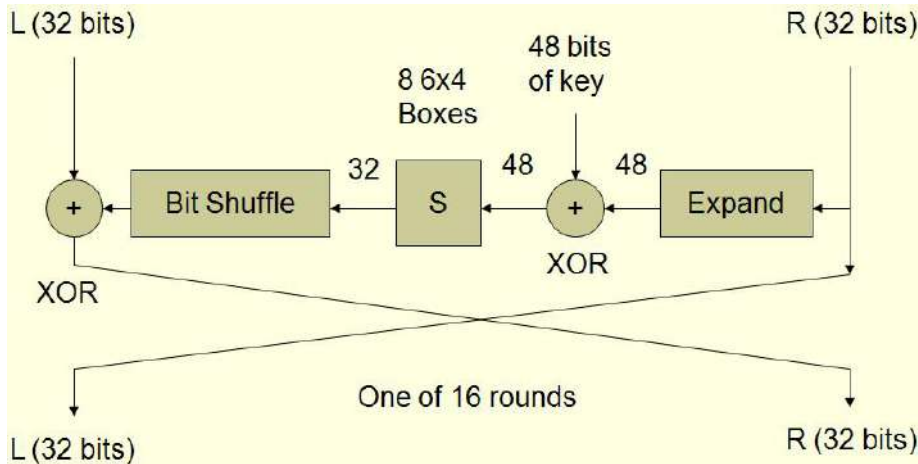 L (32 bits)
R (32 bits)
48 bits
of key
8 6x4
Boxes
32
48
48
+
Bit Shuffle
S
+
Expand
XOR
XOR
One of 16 rounds
L (32 bits)
R (32 bits)